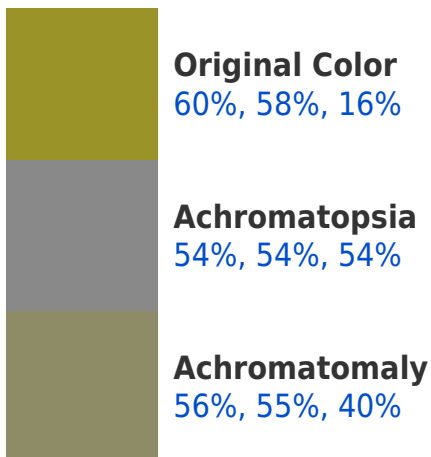 Original Color
60%, 58%, 16%
Achromatopsia
54%, 54%, 54%
Achromatomaly
56%, 55%, 40%